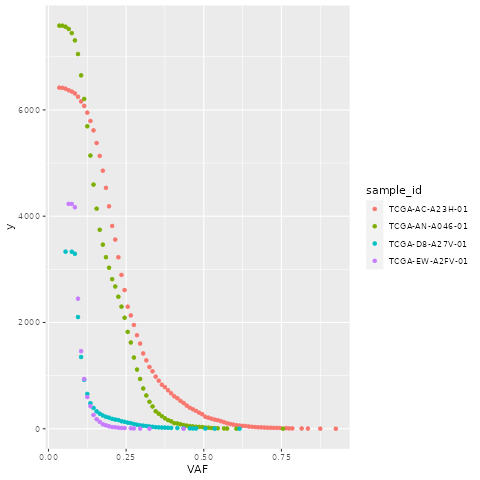 y
6000
4000
2000
0
0.00
0.25
0.50
0.75
VAF
sample_id
TCGA-AC-A23H-01
TCGA-AN-A046-01
TCGA-D8-A27V-01
TCGA-EW-A2FV-01